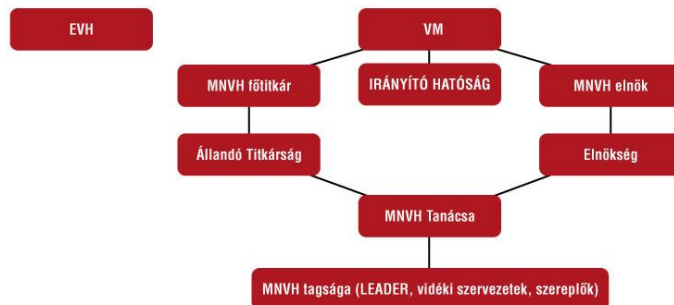 EVH
VM
MNVH főtitkár
IRÁNYÍTÓ HATÓSÁG
MNVH elnök
Állandó Titkárság
Elnökség
MNVH Tanácsa
MNVH tagsága (LEADER, vidéki szervezetek, szereplők)